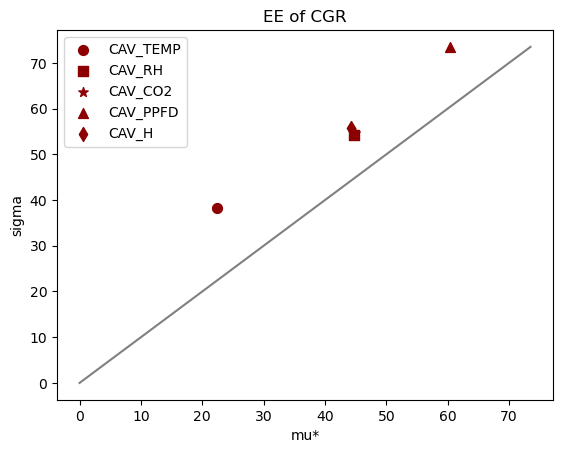 EE of CGR
CAV_TEMP
CAV_RH
CAV_CO2
CAV_PPFD
CAV_H
70
60
50
40
30
20
10
0
sigma
0 10 20 30 40 50 60 70
mu*